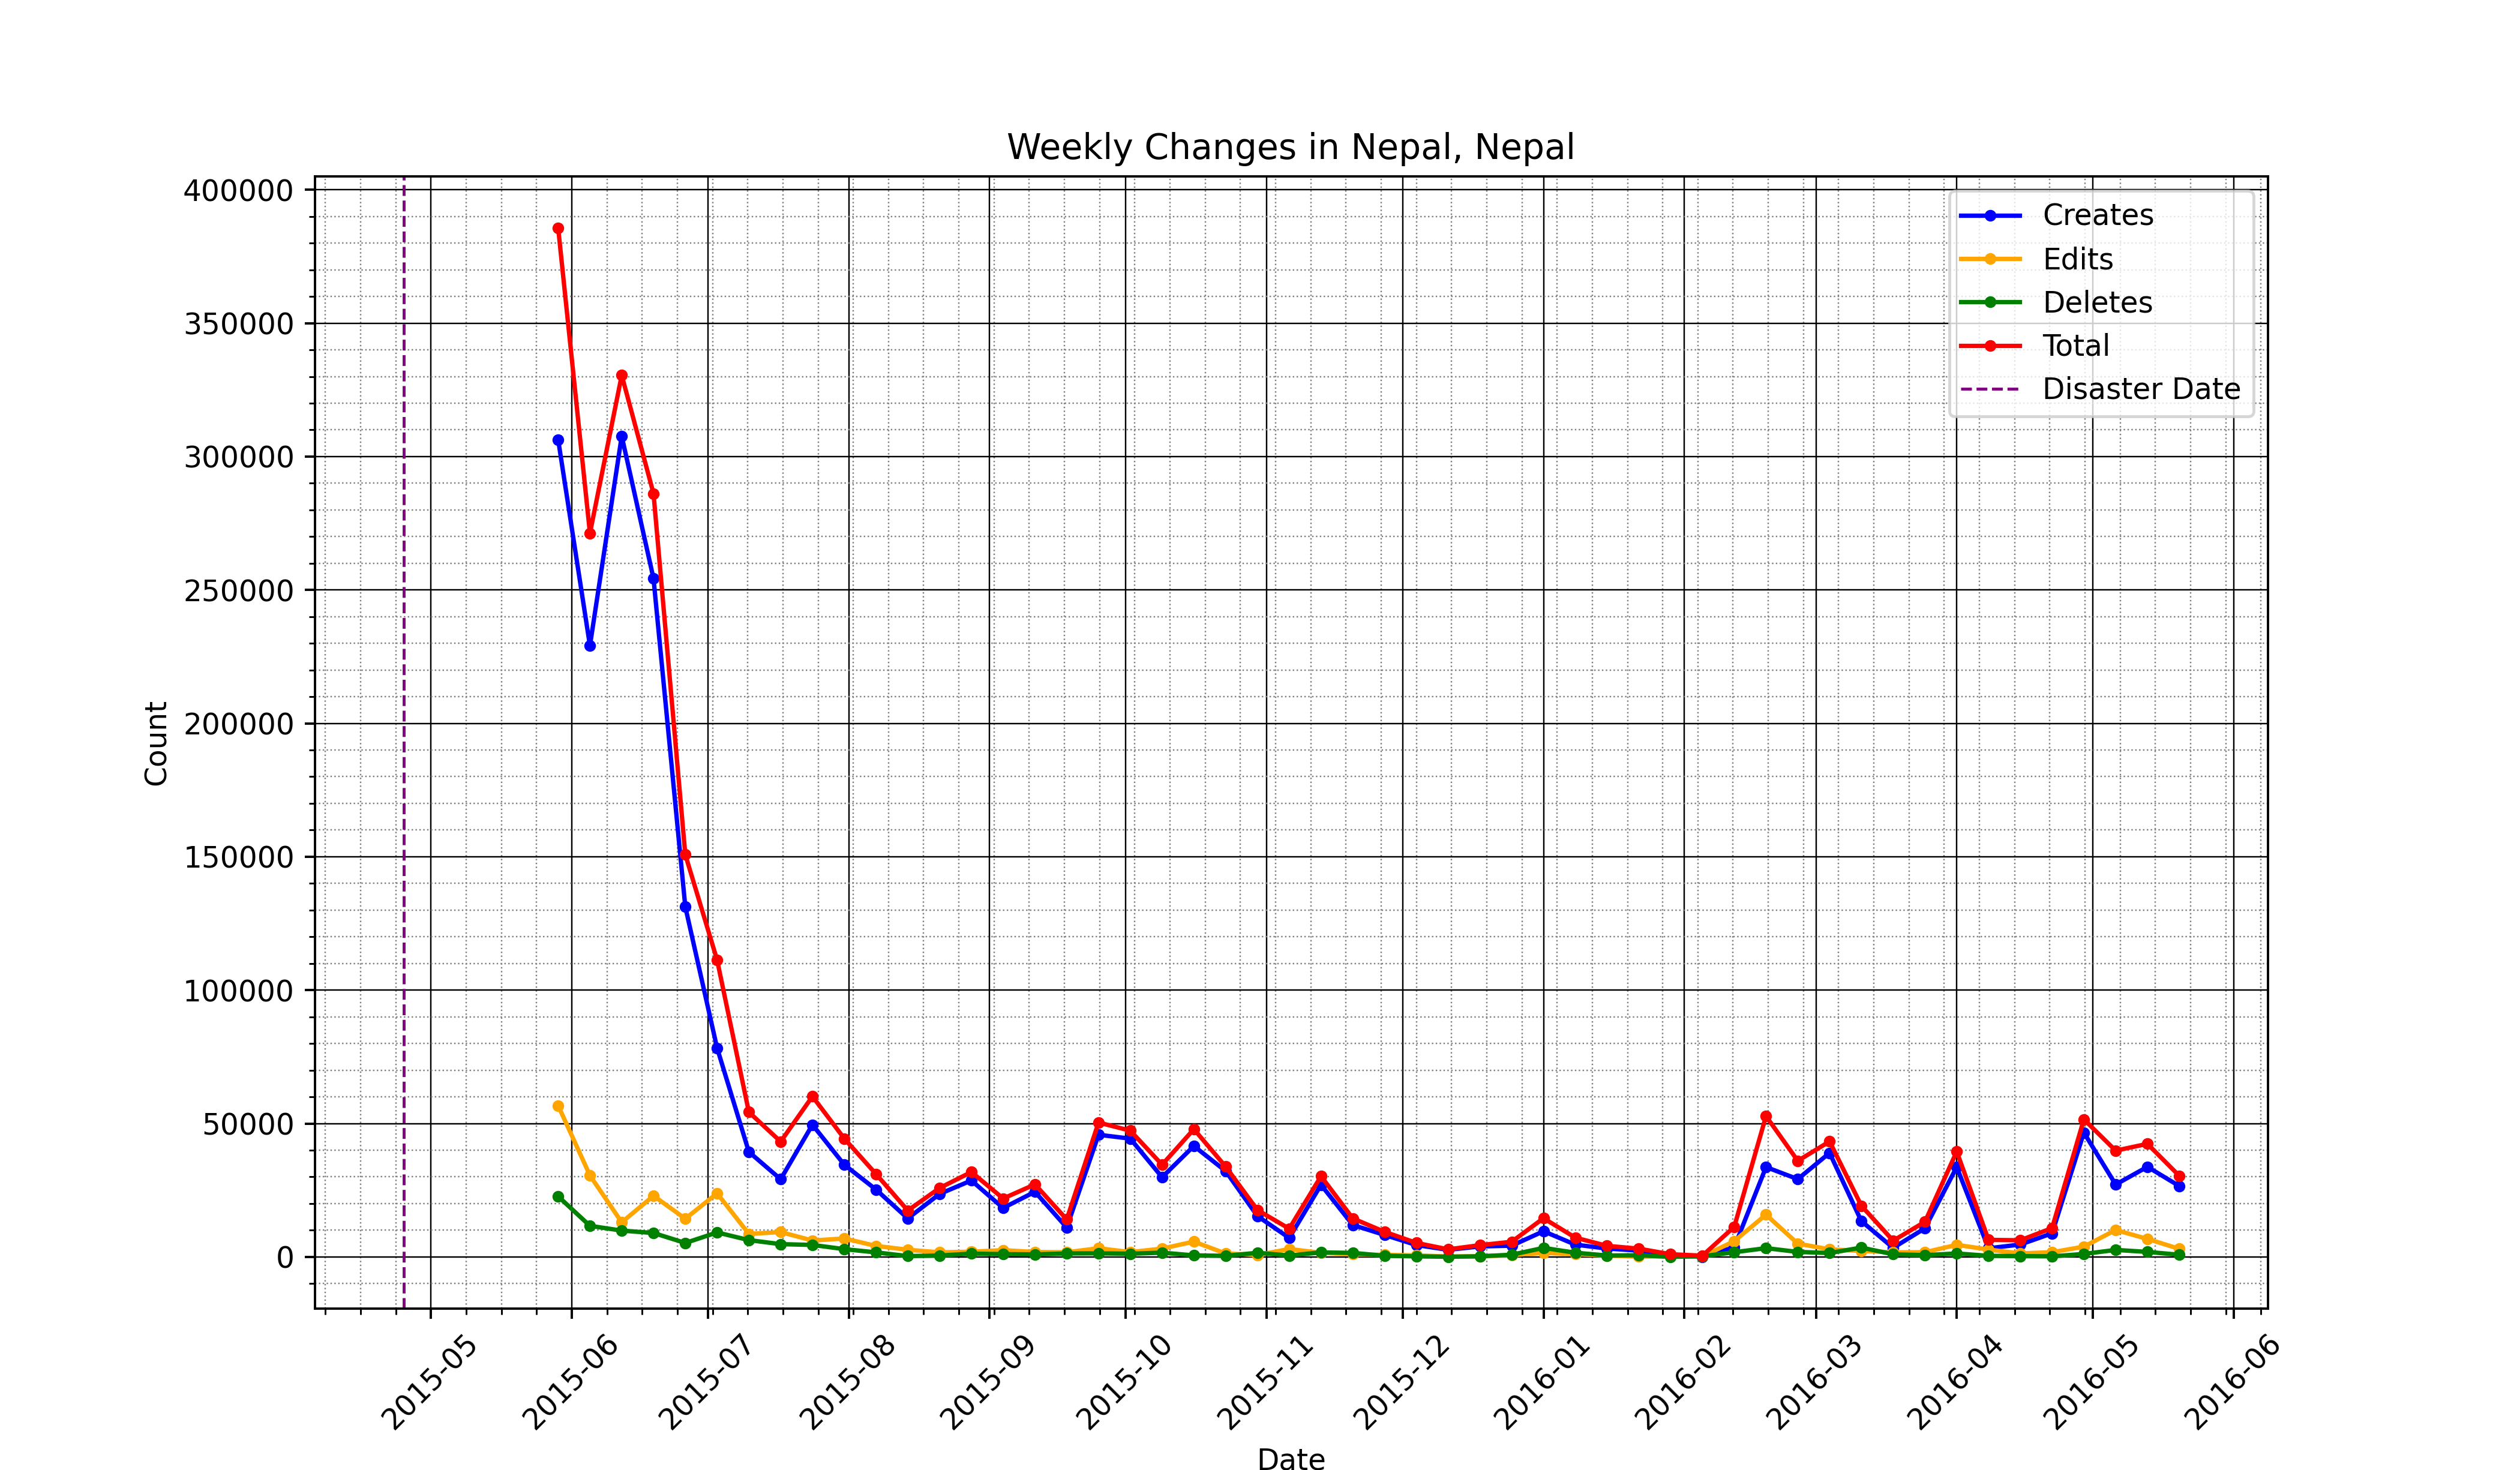 Weekly Changes in Nepal, Nepal
400000
350000
300000
250000
200000
150000
100000
50000
0
Count
Creates
Edits
Deletes
Total
Disaster Date
2015-05
2015-06
2015-07
2015-08
2015-09
2015-10
2015-11
2015-12
2016-01
2016-02
2016-03
2016-04
2016-05
2016-06
Date